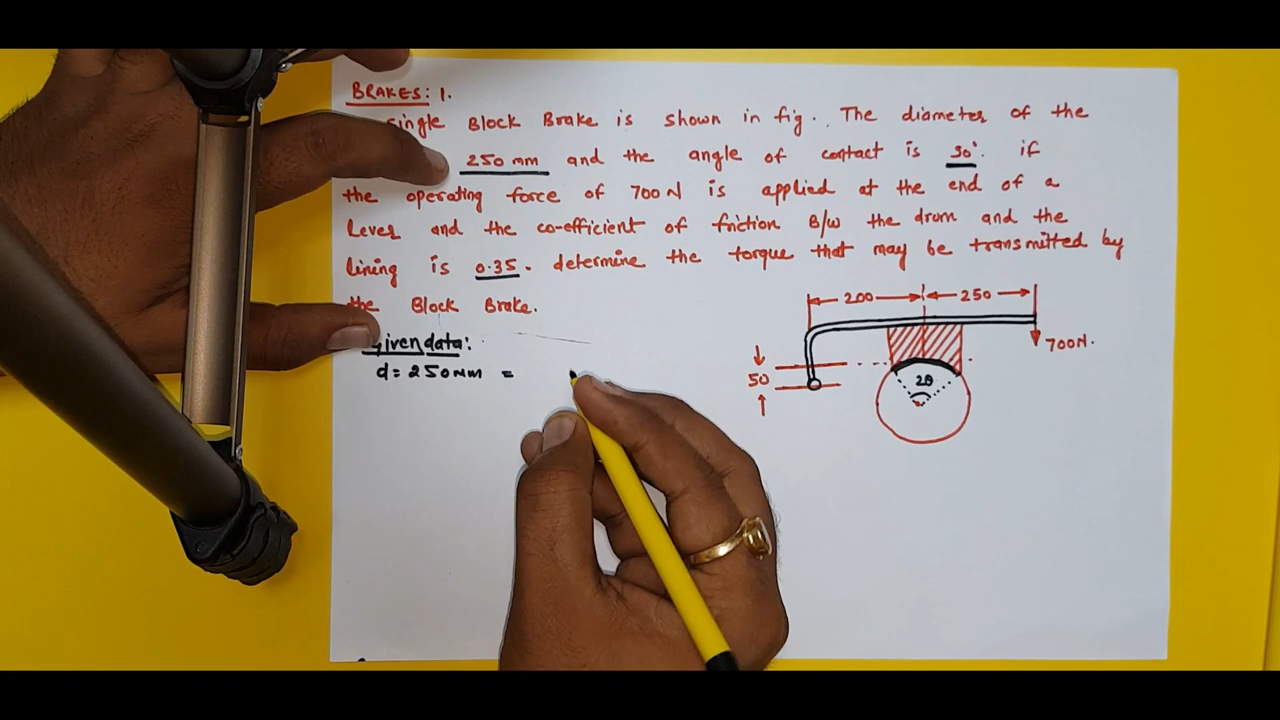 BRAKES: 1.
single Block Brake is shown in fig. The diameter of the
250 mm and the angle of contact is 30°. if
the operating force of 700 N is applied at the end of a
lever and the co-efficient of friction B/w the drum and the
lining is 0.35. determine the torque that may be transmitted by
the Block Brake.
200 250
given data:
700N.
d = 250mm =
50
2θ